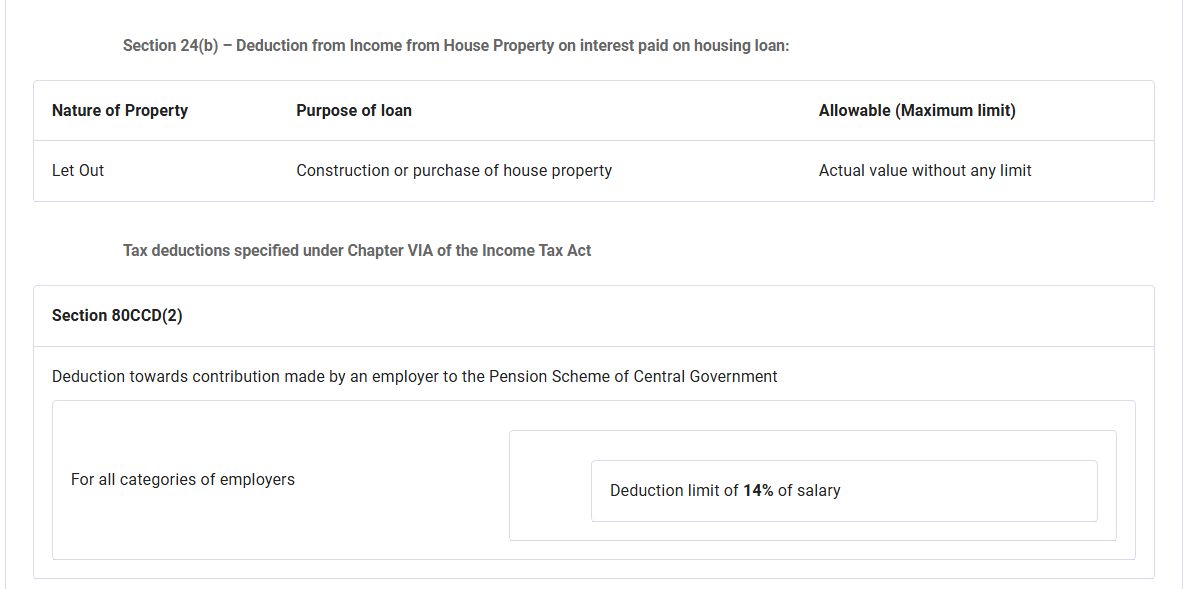 Section 24(b) – Deduction from Income from House Property on interest paid on housing loan:
Nature of Property Purpose of loan Allowable (Maximum limit)
Let Out Construction or purchase of house property Actual value without any limit
Tax deductions specified under Chapter VIA of the Income Tax Act
Section 80CCD(2)
Deduction towards contribution made by an employer to the Pension Scheme of Central Government
For all categories of employers
Deduction limit of 14% of salary